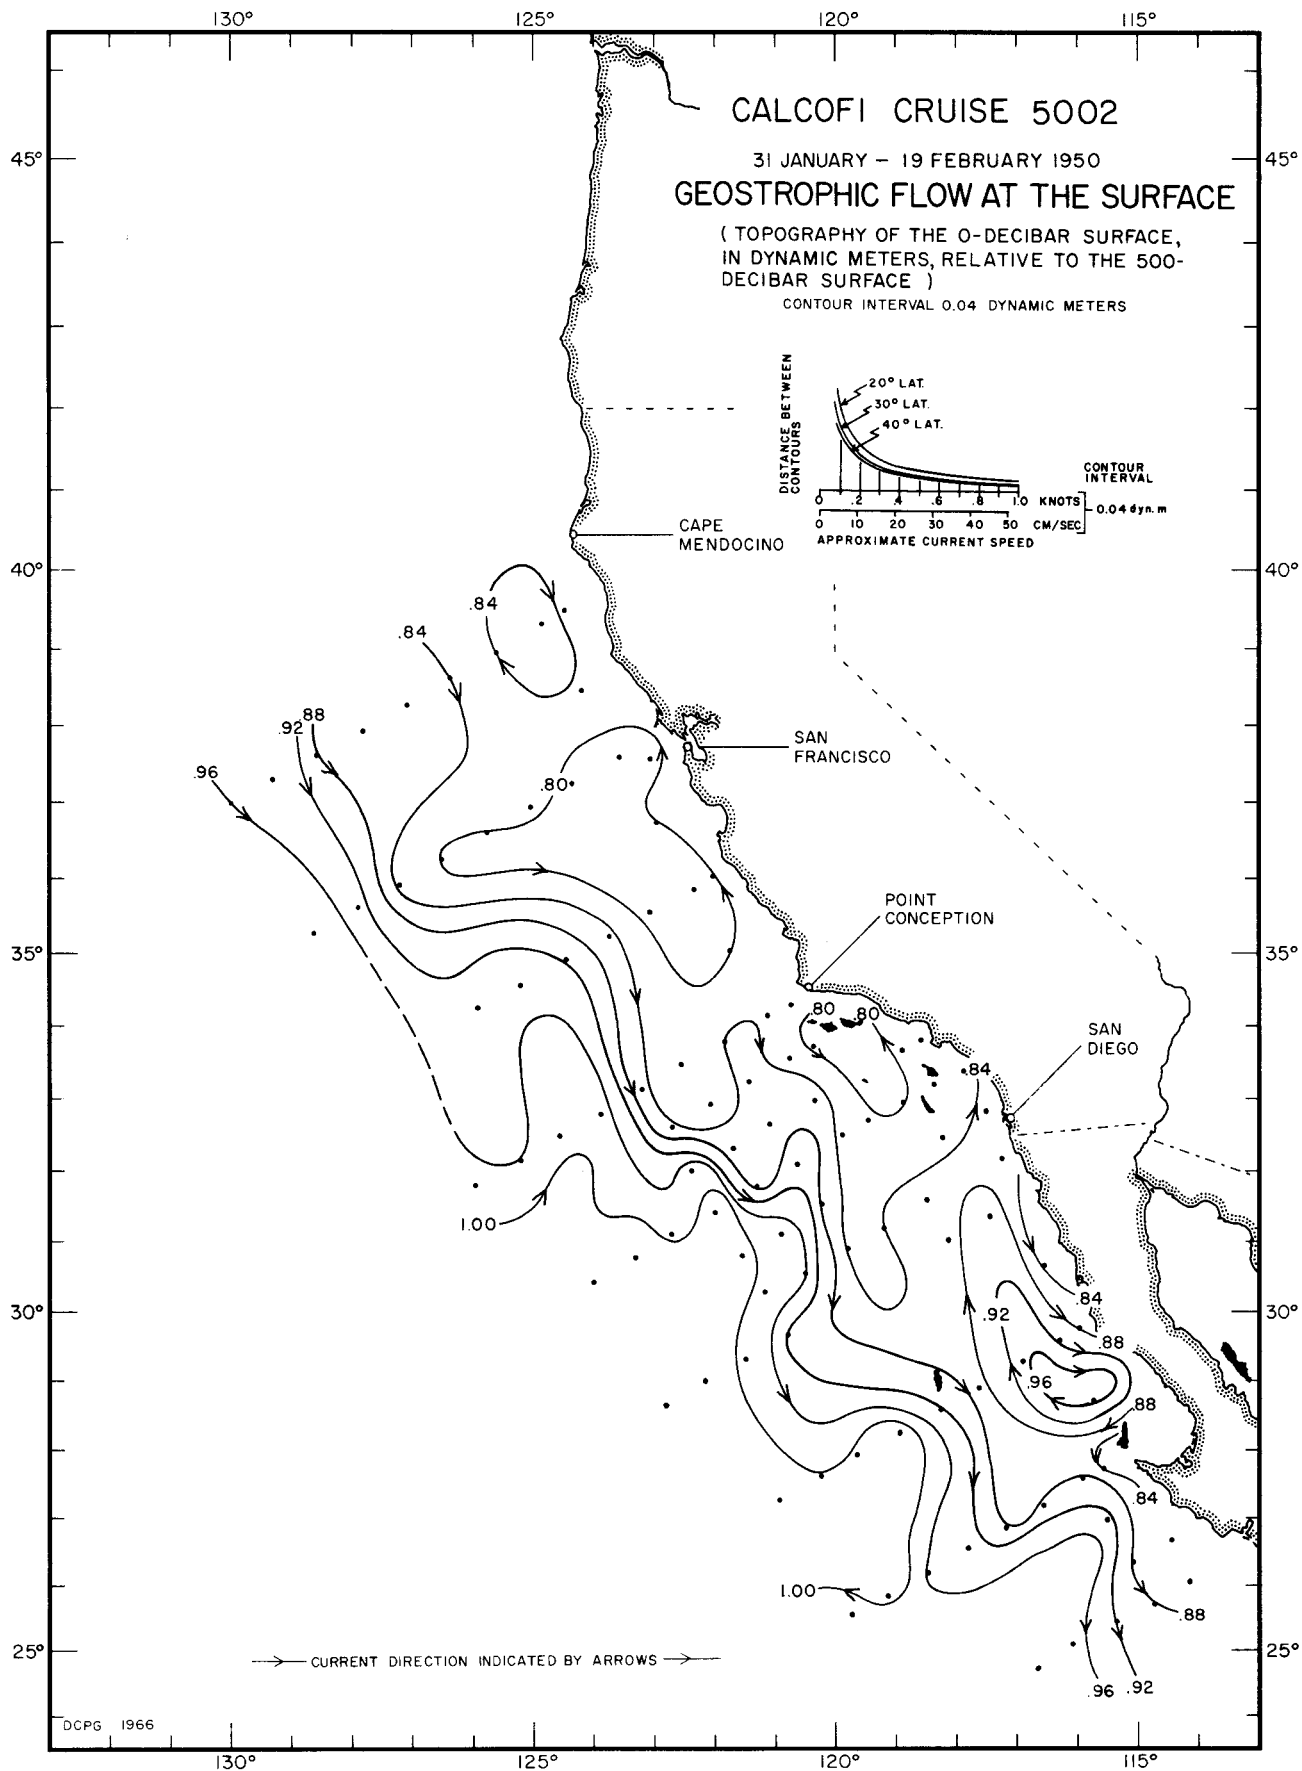 130°
125°
120°
115°
CALCOFI CRUISE 5002
45°
31 JANUARY – 19 FEBRUARY 1950
45°
GEOSTROPHIC FLOW AT THE SURFACE
( TOPOGRAPHY OF THE 0-DECIBAR SURFACE,
IN DYNAMIC METERS, RELATIVE TO THE 500-
DECIBAR SURFACE )
CONTOUR INTERVAL 0.04 DYNAMIC METERS
DISTANCE BETWEEN
CONTOURS
20° LAT.
30° LAT.
40° LAT.
CONTOUR
INTERVAL
0 .2 .4 .6 .8 1.0 KNOTS
0.04 dyn. m
0 10 20 30 40 50 CM/SEC
APPROXIMATE CURRENT SPEED
CAPE
MENDOCINO
40°
40°
.84
.84
.88
.92
.96
SAN
FRANCISCO
.80
POINT
CONCEPTION
35°
35°
.80
.80
SAN
DIEGO
.84
1.00
30°
30°
.84
.92
.88
.96
.88
.84
1.00
.88
25°
25°
CURRENT DIRECTION INDICATED BY ARROWS
.96
.92
DCPG 1966
130°
125°
120°
115°